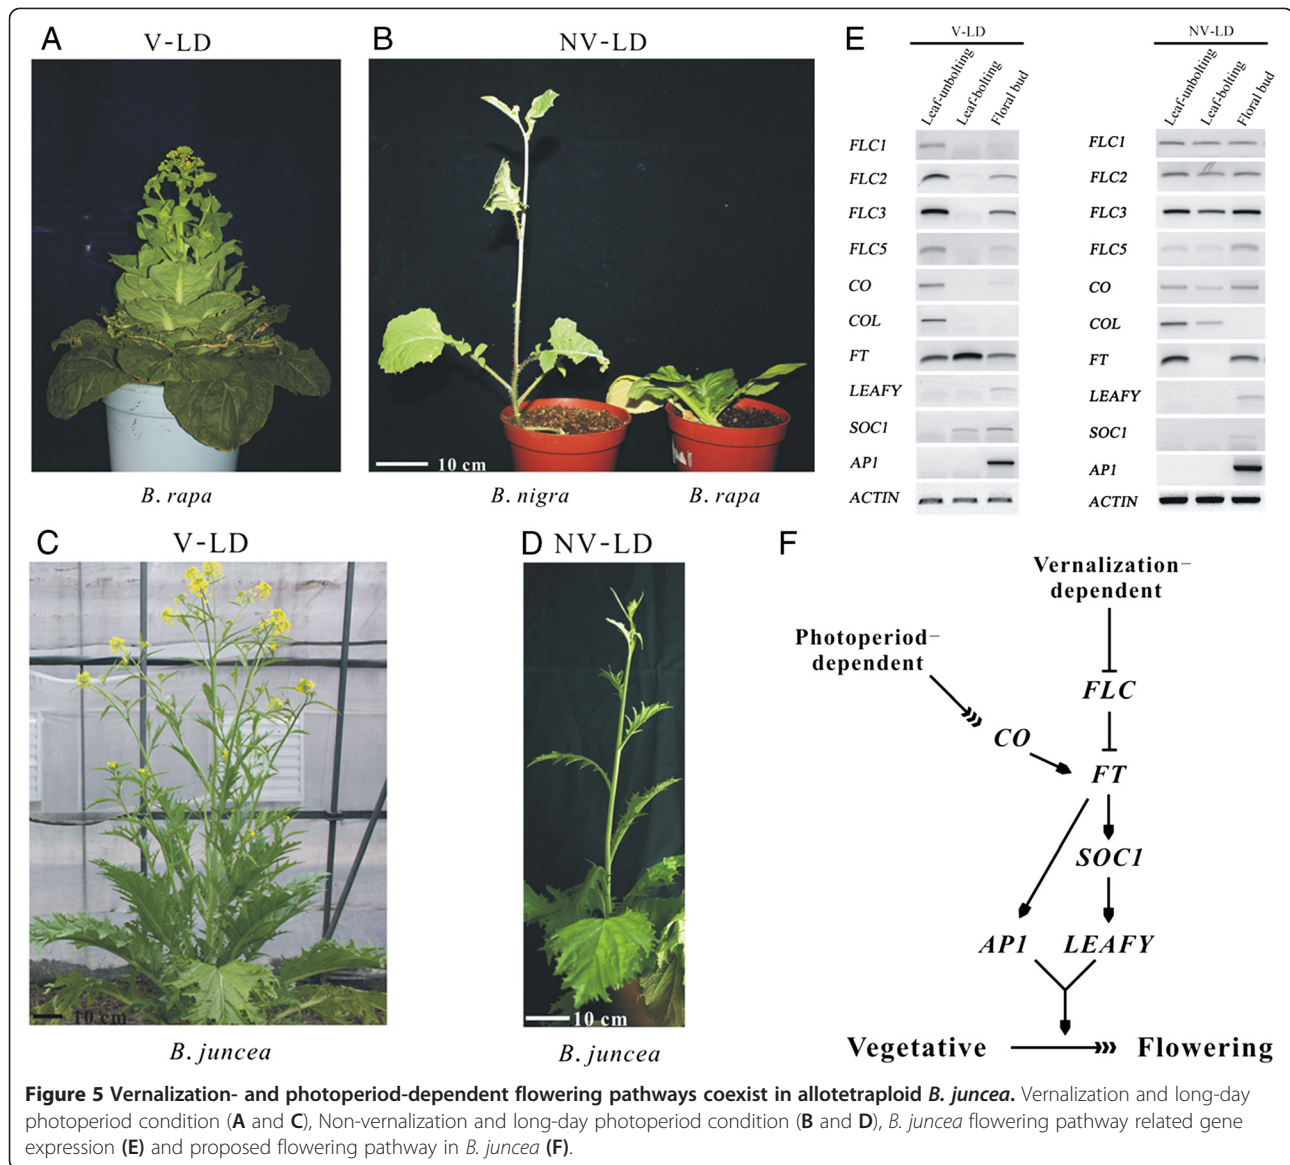 A
V-LD
B. rapa
B
NV-LD
10 cm
B. nigra
B. rapa
C
V-LD
10 cm
B. juncea
D
NV-LD
10 cm
B. juncea
E
V-LD
Leaf-unbolting
Leaf-bolting
Floral bud
FLC1
FLC2
FLC3
FLC5
CO
COL
FT
LEAFY
SOC1
AP1
ACTIN
NV-LD
Leaf-unbolting
Leaf-bolting
Floral bud
FLC1
FLC2
FLC3
FLC5
CO
COL
FT
LEAFY
SOC1
AP1
ACTIN
F
Vernalization-
dependent
Photoperiod-
dependent
FLC
CO
FT
SOC1
AP1
LEAFY
Vegetative
Flowering
Figure 5 Vernalization- and photoperiod-dependent flowering pathways coexist in allotetraploid B. juncea. Vernalization and long-day
photoperiod condition (A and C), Non-vernalization and long-day photoperiod condition (B and D), B. juncea flowering pathway related gene
expression (E) and proposed flowering pathway in B. juncea (F).